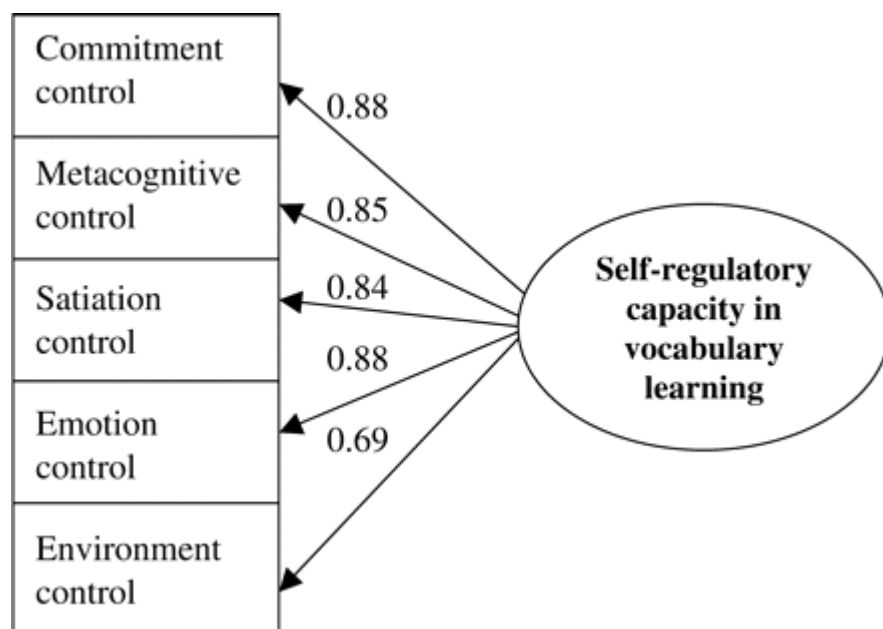 Commitment
control
Metacognitive
control
Satiation
control
Emotion
control
Environment
control
0.88
0.85
0.84
0.88
0.69
Self-regulatory
capacity in
vocabulary
learning